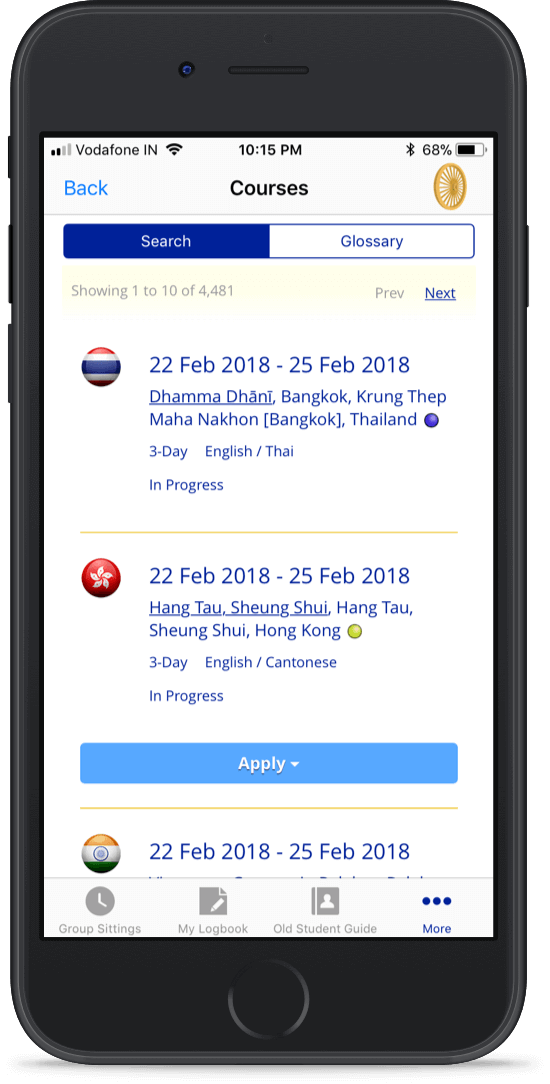 Vodafone IN 10:15 PM 68%
Back Courses
Search Glossary
Showing 1 to 10 of 4,481 Prev Next
22 Feb 2018 - 25 Feb 2018
Dhamma Dhānī, Bangkok, Krung Thep
Maha Nakhon [Bangkok], Thailand
3-Day English / Thai
In Progress
22 Feb 2018 - 25 Feb 2018
Hang Tau, Sheung Shui, Hang Tau,
Sheung Shui, Hong Kong
3-Day English / Cantonese
In Progress
Apply
22 Feb 2018 - 25 Feb 2018
Group Sittings My Logbook Old Student Guide More